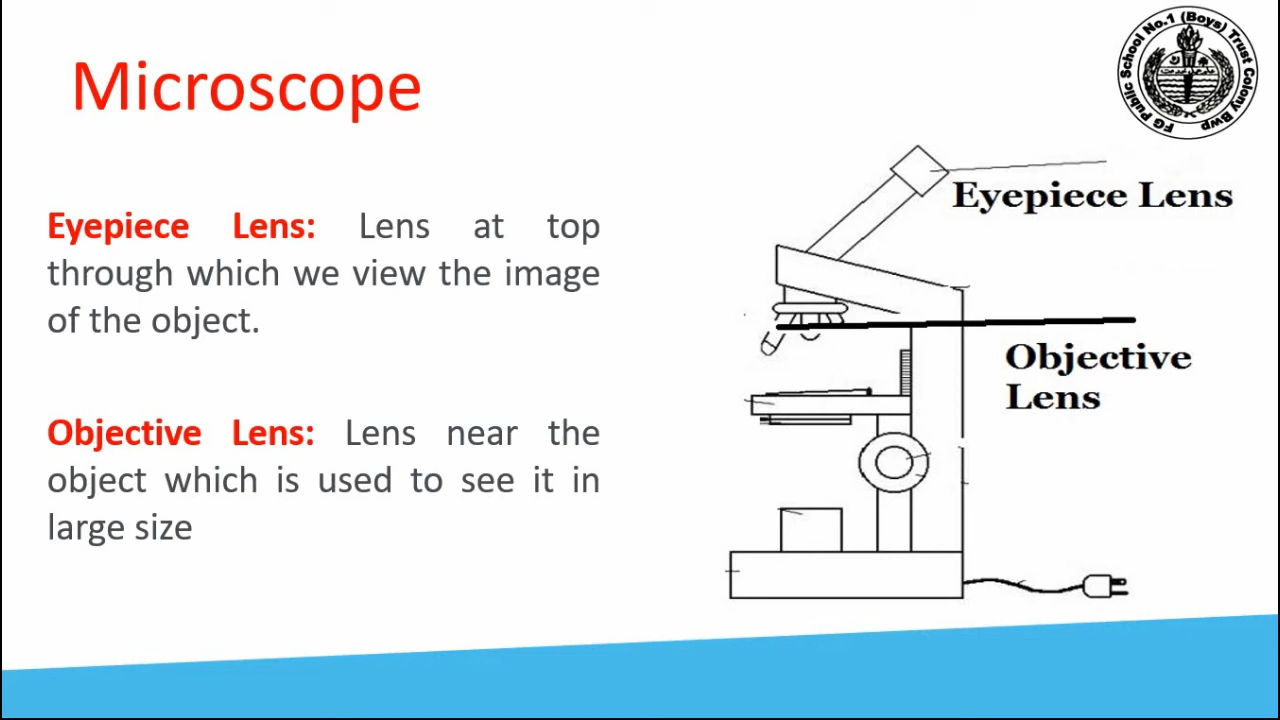 Microscope
FG Public School No.1 (Boys) Trust Colony Bwp
Eyepiece Lens: Lens at top
through which we view the image
of the object.
Objective Lens: Lens near the
object which is used to see it in
large size
Eyepiece Lens
Objective
Lens